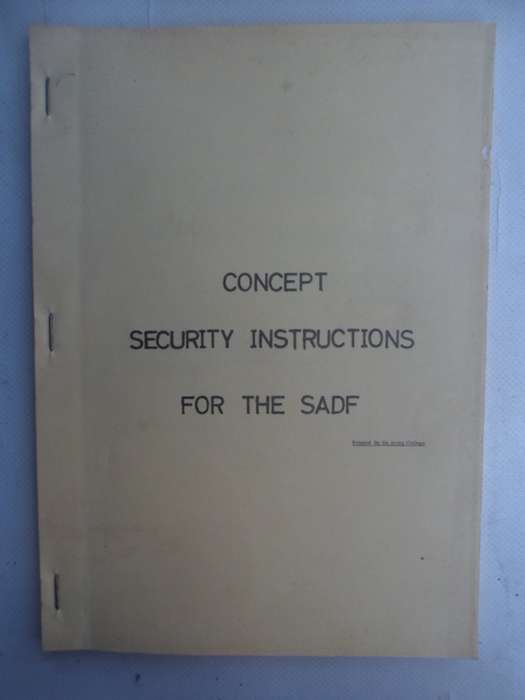 CONCEPT
SECURITY INSTRUCTIONS
FOR THE SADF